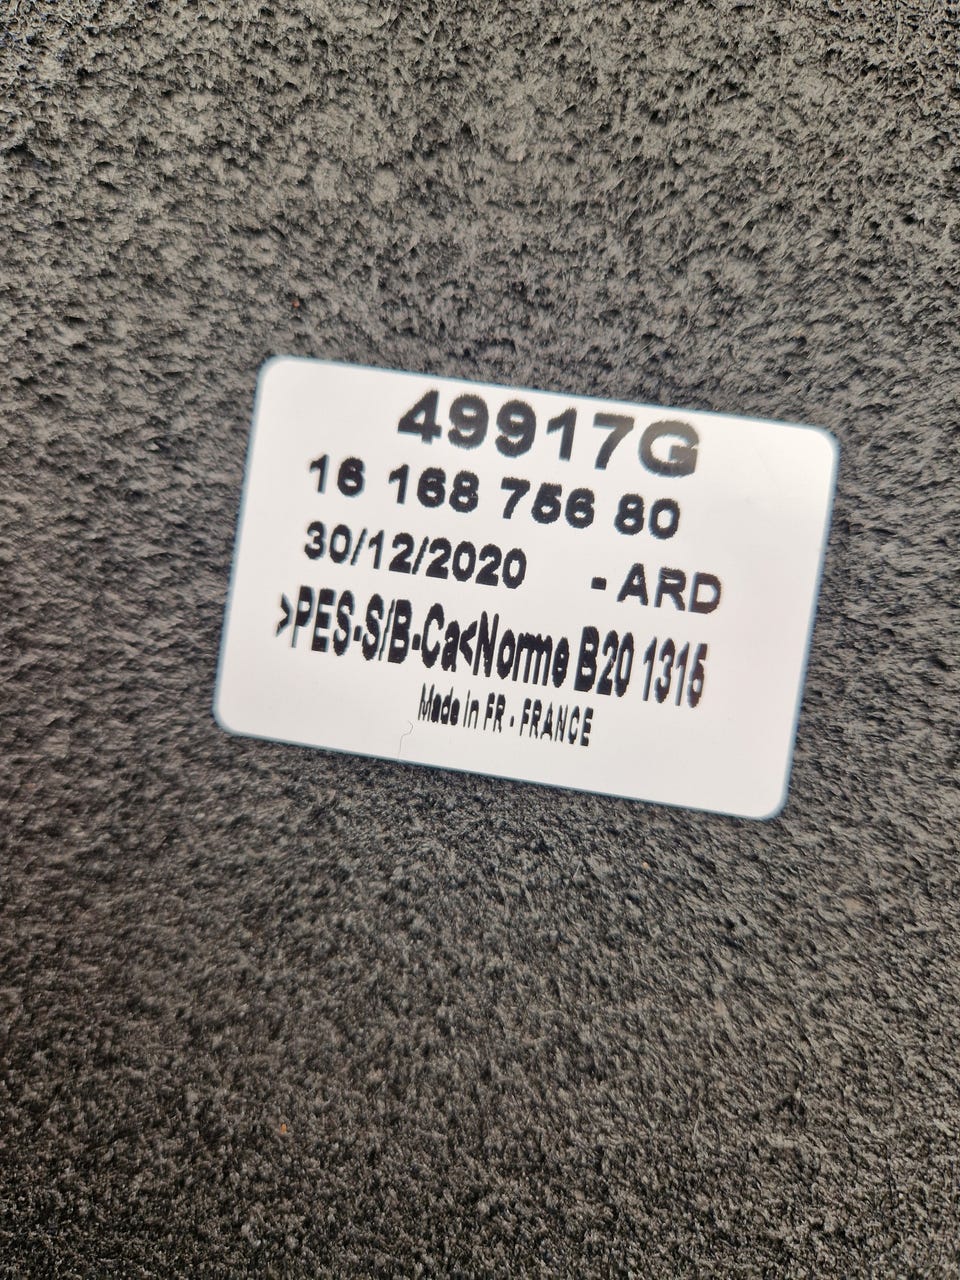 49917G
16 168 756 80
30/12/2020 - ARD
>PES-S/B-Ca<Norme B20 1315
Made in FR - FRANCE